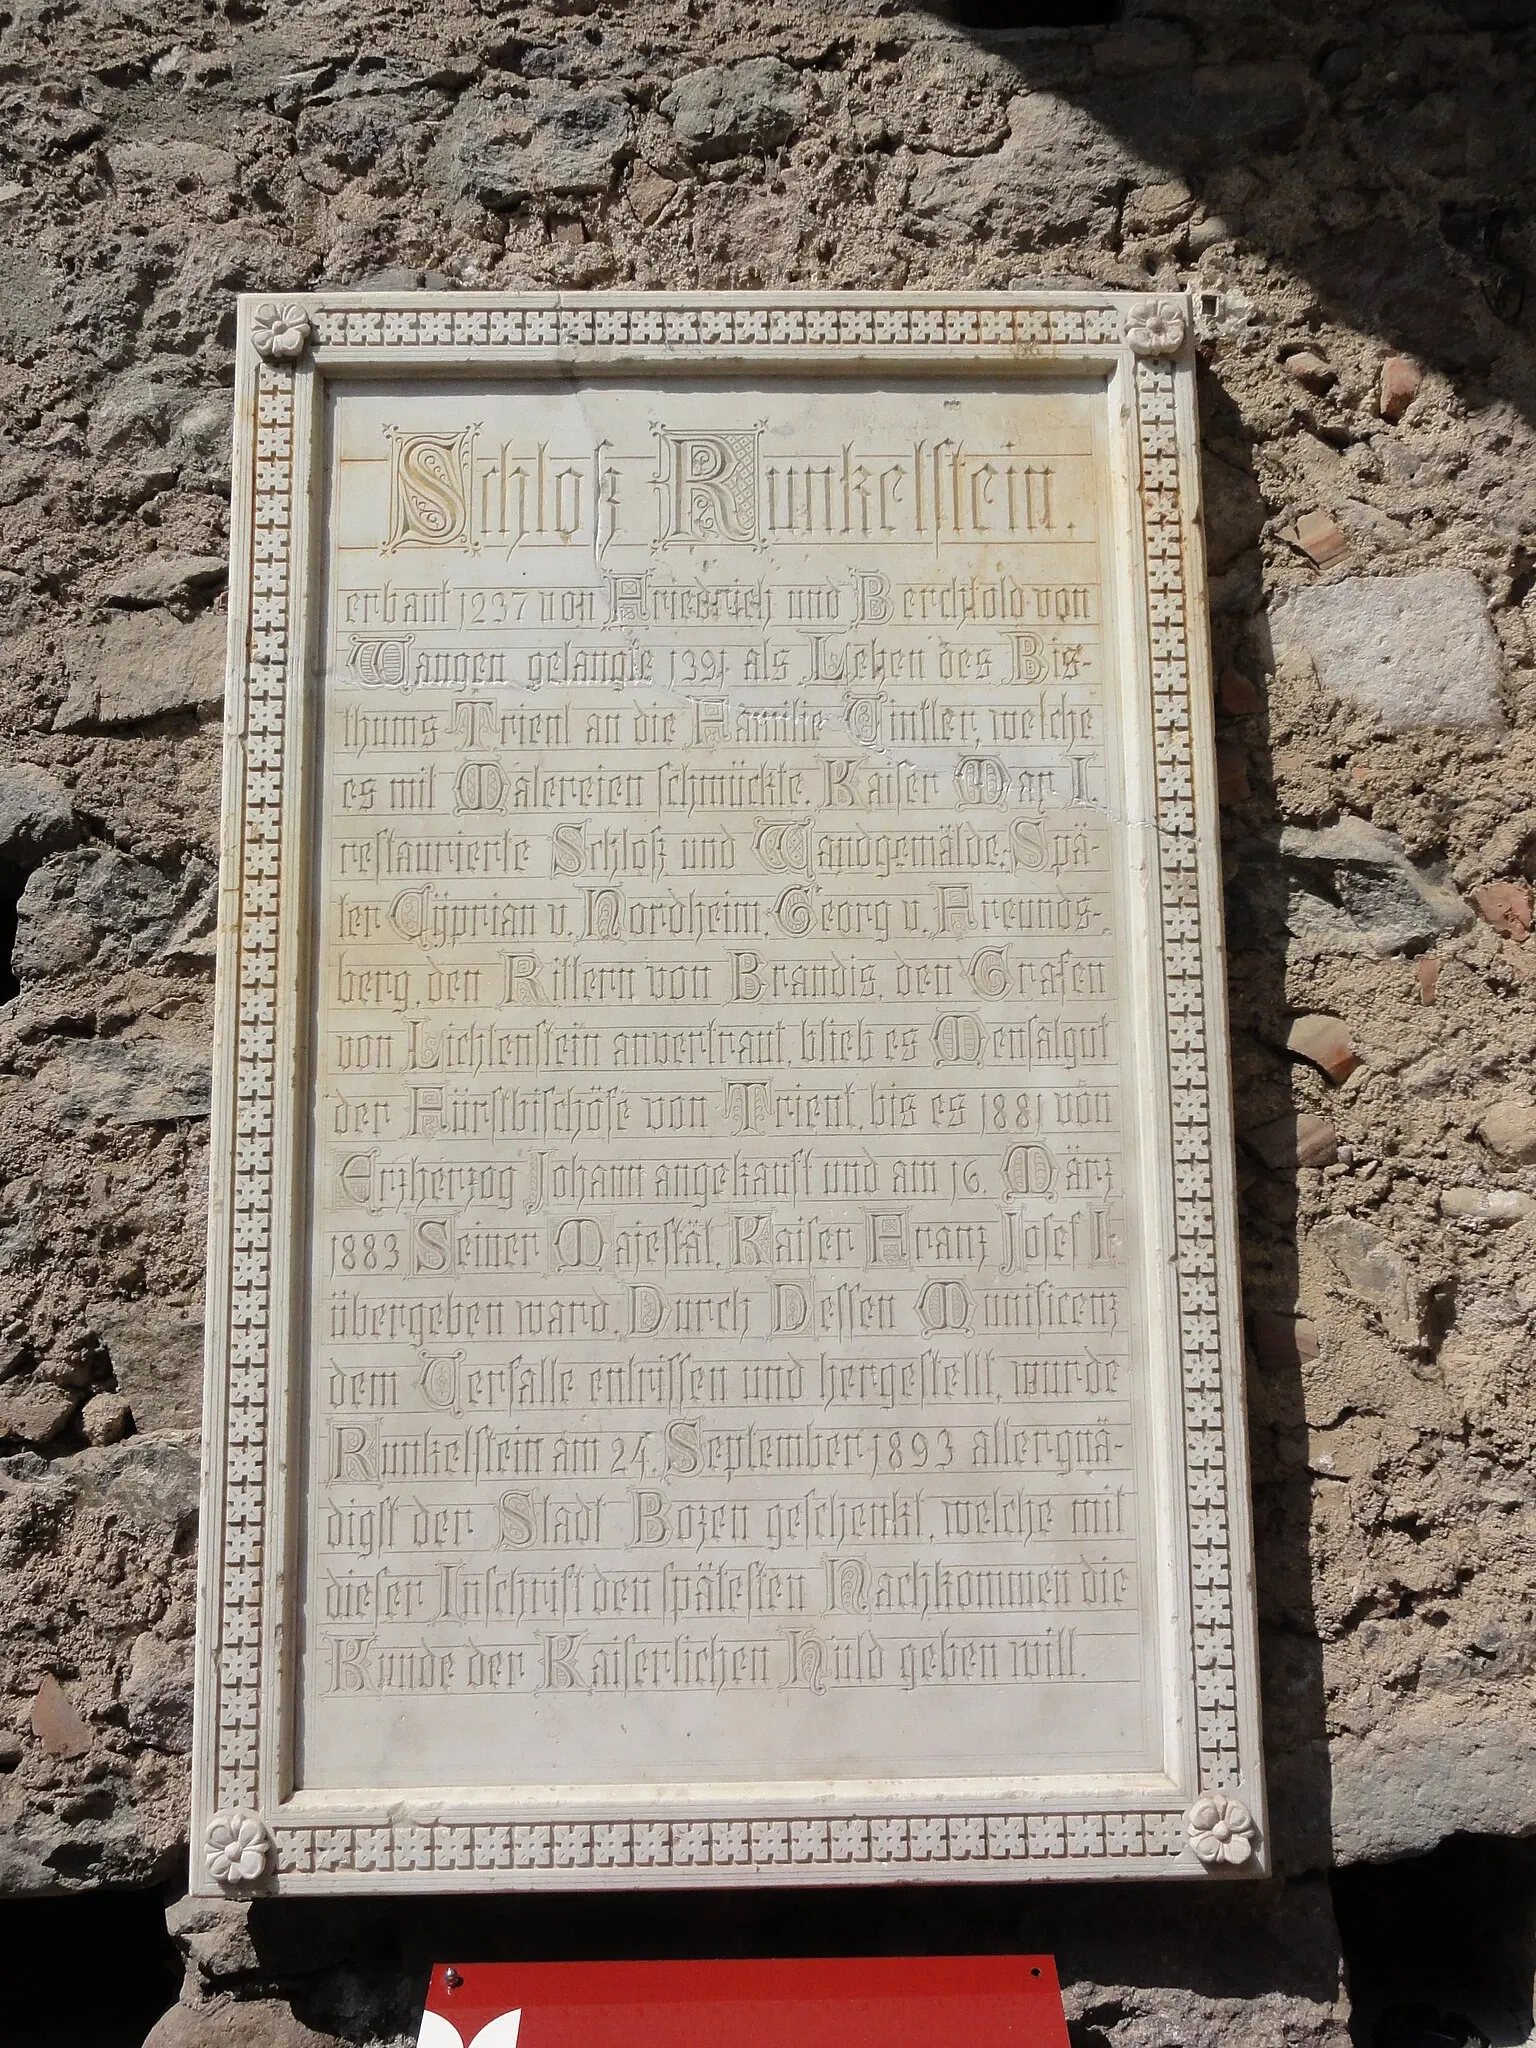 Schloß Runkelstein.
erbaut 1237 von Friedrich und Berchtold von
Wangen gelangte 1391 als Lehen des Bis-
thums Trient an die Familie Vintler, welche
es mit Malereien schmückte. Kaiser Max I.
restaurierte Schloß und Wandgemälde. Spä-
ter Cyprian v. Nordheim, Georg v. Freunds-
berg, den Rittern von Brandis, den Grafen
von Lichtenstein anvertraut, blieb es Mensalgut
der Fürstbischöfe von Trient, bis es 1881 von
Erzherzog Johann angekauft und am 16. März
1883 Seiner Majestät, Kaiser Franz Josef I.
übergeben ward. Durch Dessen Munificenz
dem Verfalle entrissen und hergestellt, wurde
Runkelstein am 24. September 1893 allergnä-
digst der Stadt Bozen geschenkt, welche mit
dieser Inschrift den spätesten Nachkommen die
Kunde der Kaiserlichen Huld geben will.